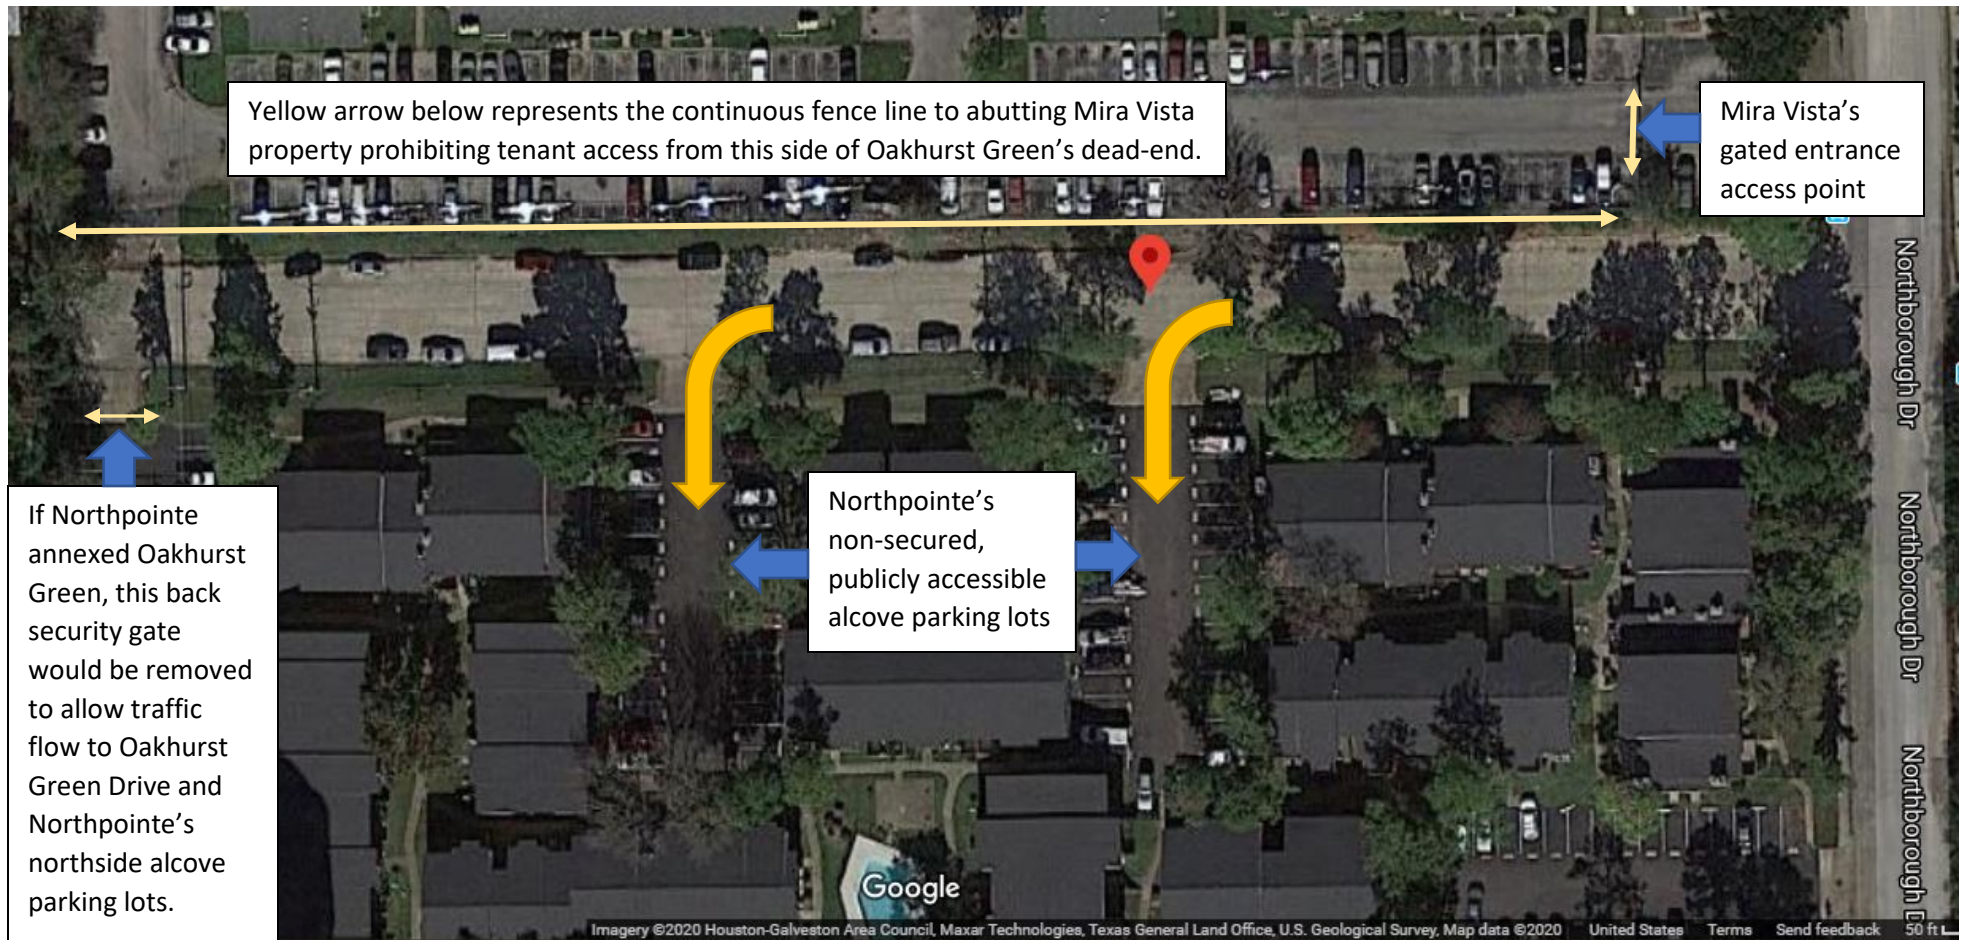 Yellow arrow below represents the continuous fence line to abutting Mira Vista
property prohibiting tenant access from this side of Oakhurst Green’s dead-end.
Mira Vista’s
gated entrance
access point
Northborough Dr
If Northpointe
annexed Oakhurst
Green, this back
security gate
would be removed
to allow traffic
flow to Oakhurst
Green Drive and
Northpointe’s
northside alcove
parking lots.
Northpointe’s
non-secured,
publicly accessible
alcove parking lots
Northborough Dr
Northborough D
Google
Imagery ©2020 Houston-Galveston Area Council, Maxar Technologies, Texas General Land Office, U.S. Geological Survey, Map data ©2020 United States Terms Send feedback 50 ft